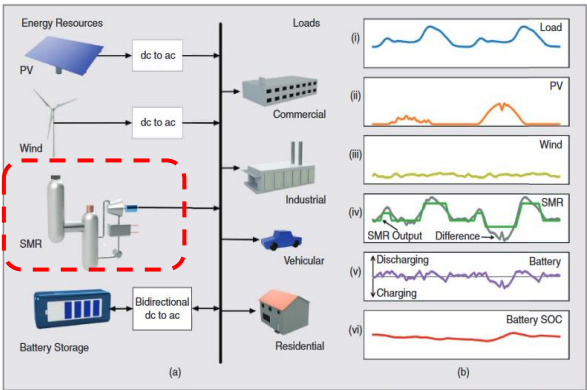 Energy Resources
Loads
PV
dc to ac
Wind
dc to ac
SMR
Battery Storage
Bidirectional
dc to ac
Commercial
Industrial
Vehicular
Residential
(a)
(i)
Load
(ii)
PV
(iii)
Wind
(iv)
SMR
SMR Output
Difference
(v)
Discharging
Battery
Charging
(vi)
Battery SOC
(b)